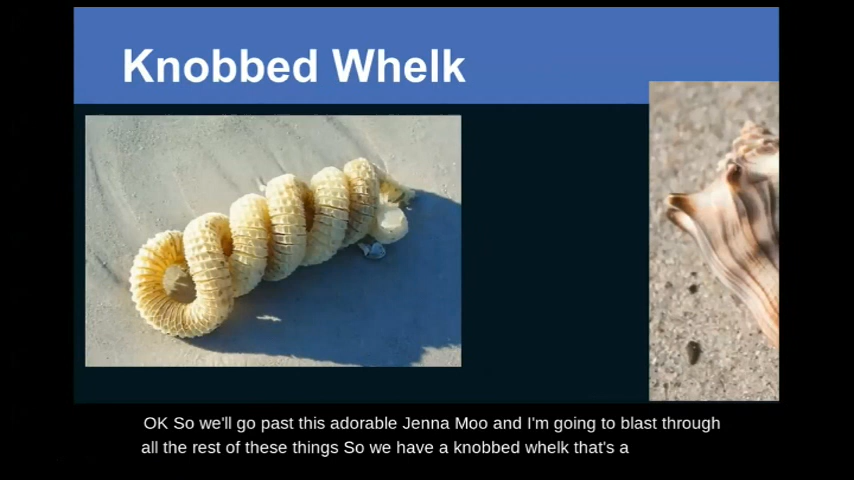 Knobbed Whelk
OK So we'll go past this adorable Jenna Moo and I'm going to blast through
all the rest of these things So we have a knobbed whelk that's a